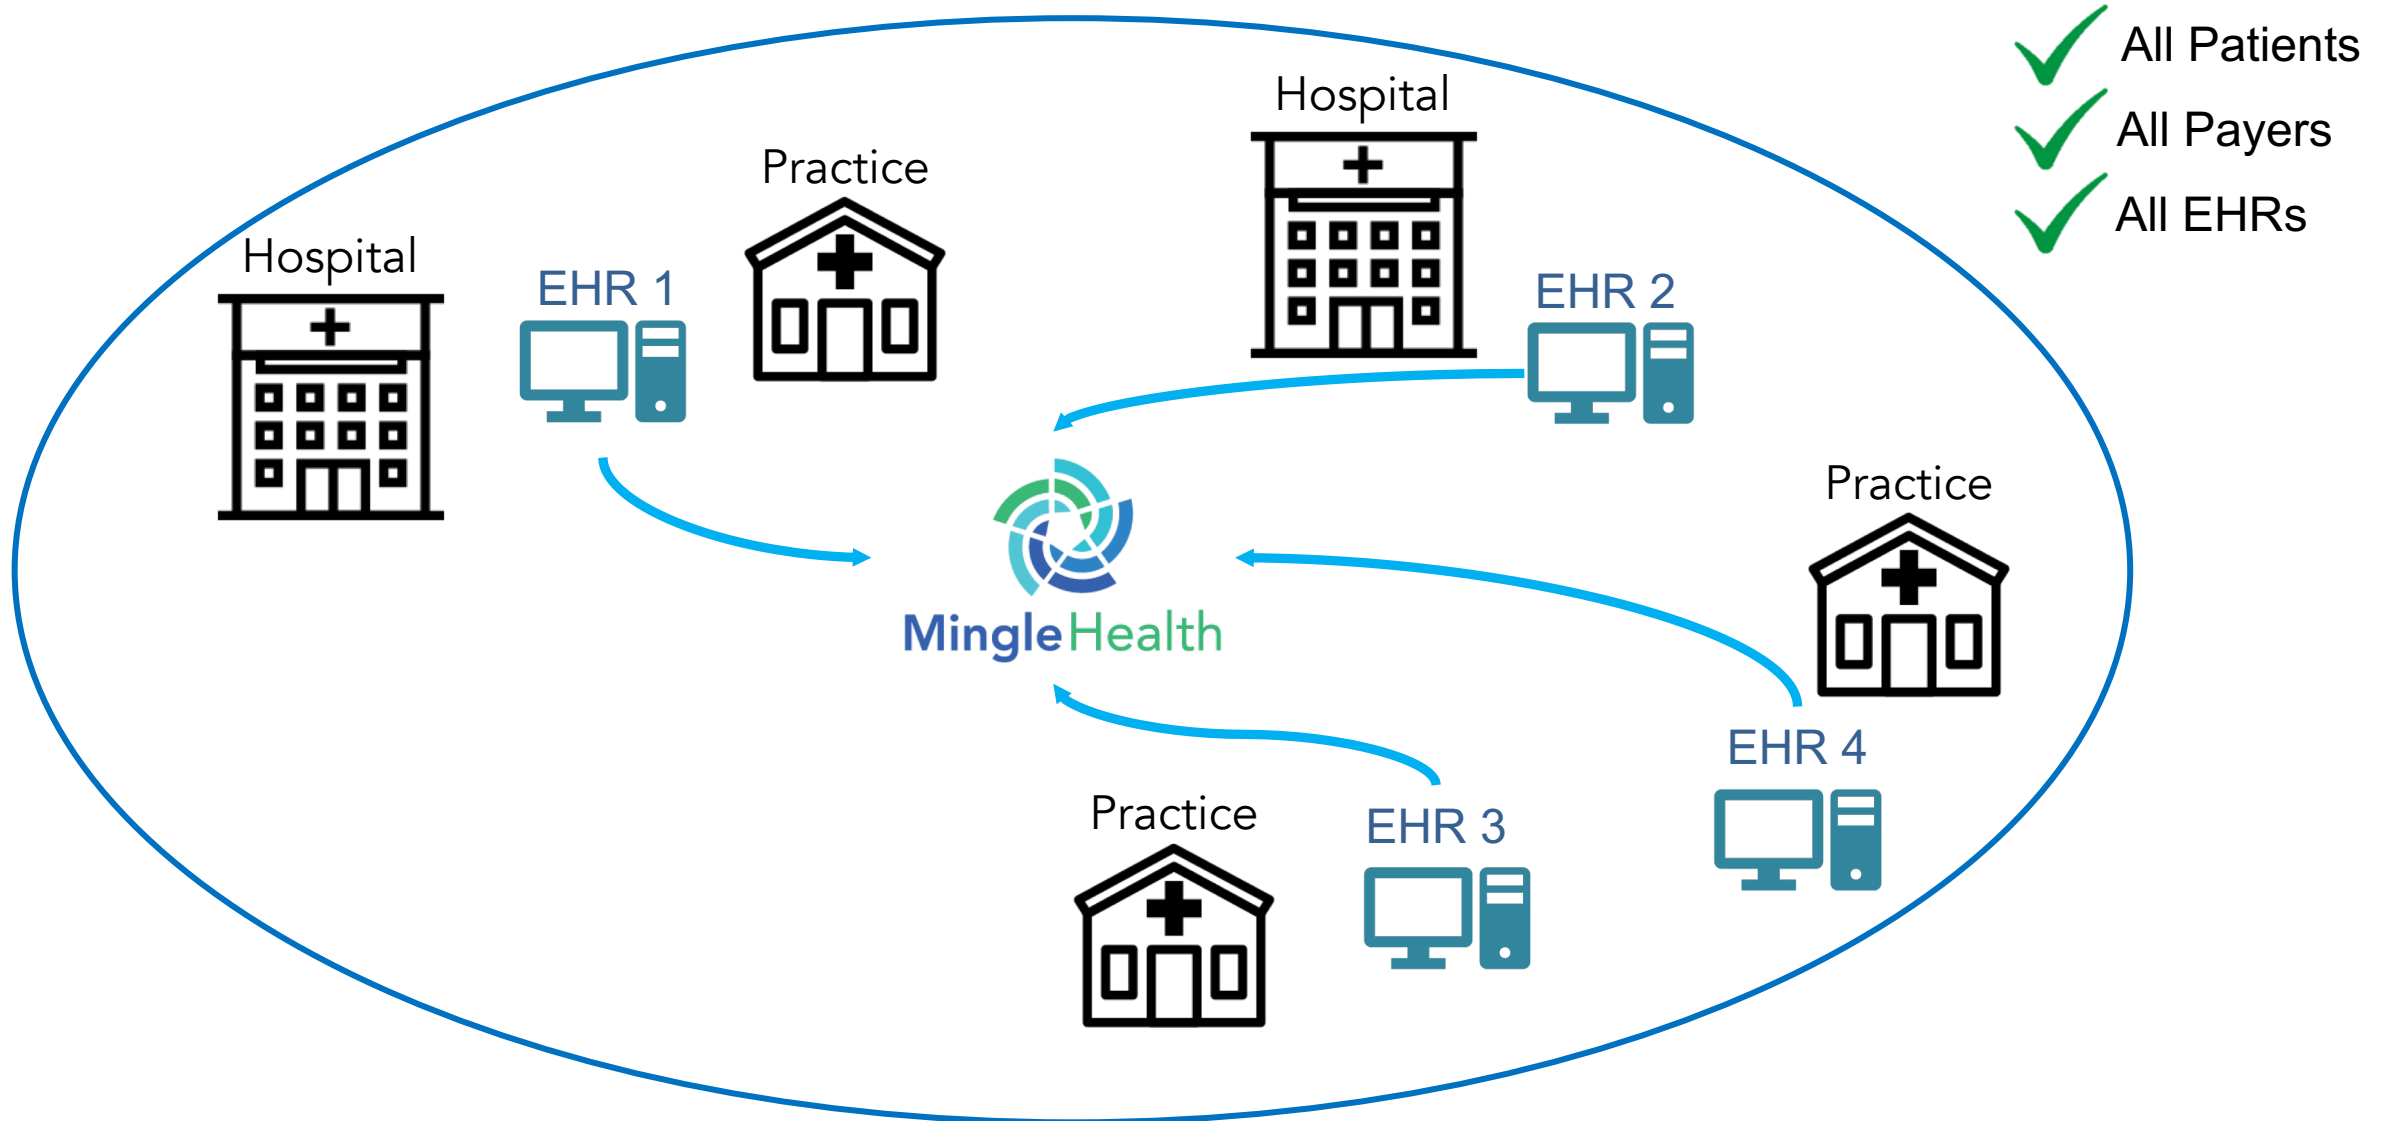 All Patients
All Payers
All EHRs
Hospital
Practice
Hospital
EHR 1
EHR 2
MingleHealth
Practice
EHR 4
Practice
EHR 3